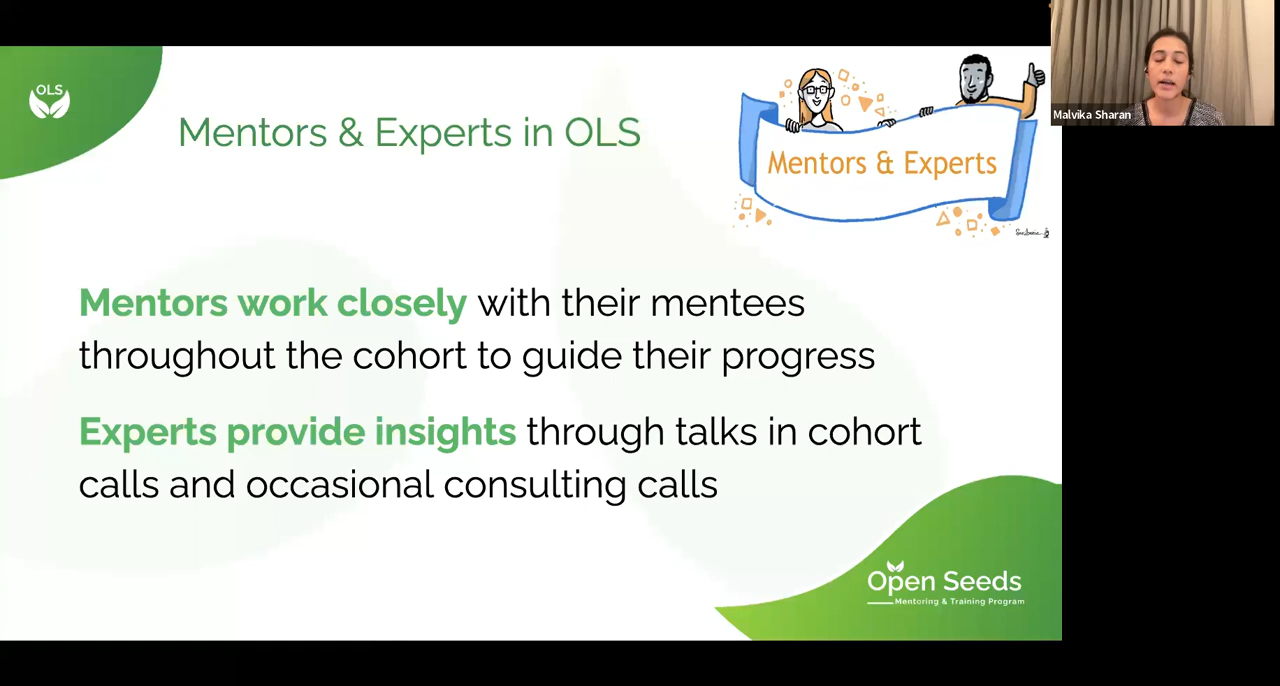 OLS
Mentors & Experts in OLS
Mentors & Experts
Malvika Sharan
Mentors work closely with their mentees
throughout the cohort to guide their progress
Experts provide insights through talks in cohort
calls and occasional consulting calls
Open Seeds
Mentoring & Training Program